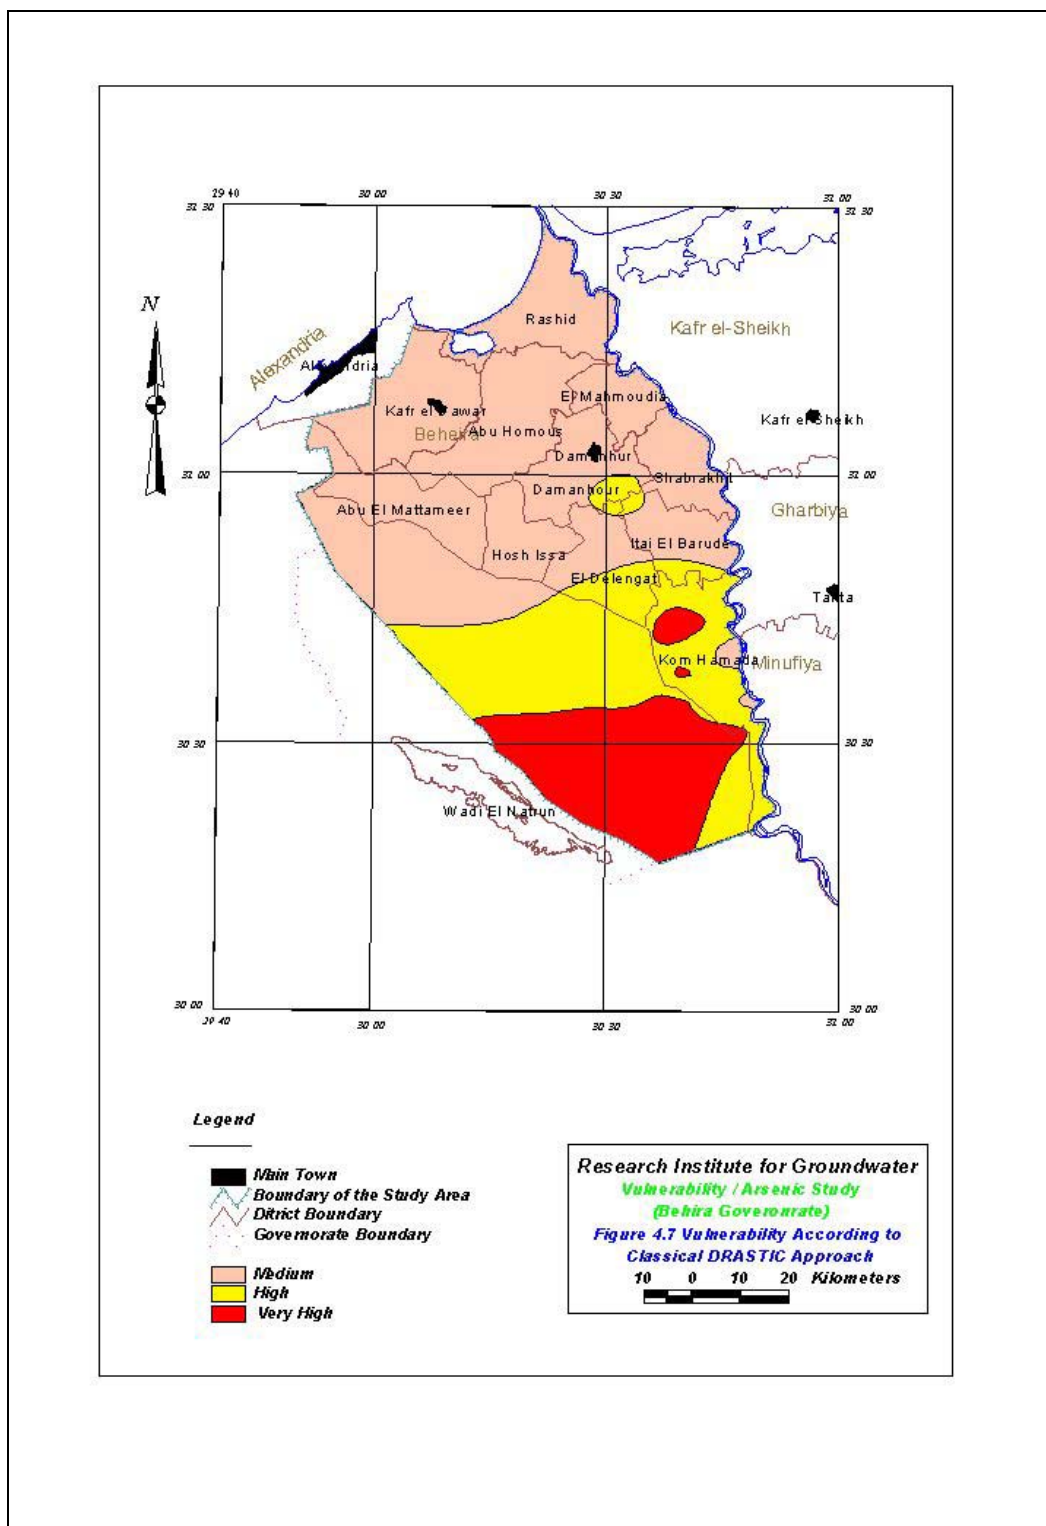 29 40
30 00
30 30
31 00
31 30
31 30
N
Rashid
Kafr el-Sheikh
Alexandria
Alexandria
El Mahmoudia
Kafr el Dawar
Kafr el-Sheikh
Beheira
Abu Homous
Damanhur
31 00
31 00
Shabrakhit
Damanhour
Abu El Mattameer
Gharbiya
Itai El Barude
Hosh Issa
El Delengat
Tanta
Kom Hamada
Minufiya
30 30
30 30
Wadi El Natrun
30 00
30 00
29 40
30 00
30 30
31 00
Legend
Main Town
Boundary of the Study Area
Ditrict Boundary
Governorate Boundary
Medium
High
Very High
Research Institute for Groundwater
Vulnerability / Arsenic Study
(Behira Goveronrate)
Figure 4.7 Vulnerability According to
Classical DRASTIC Approach
10 0 10 20 Kilometers